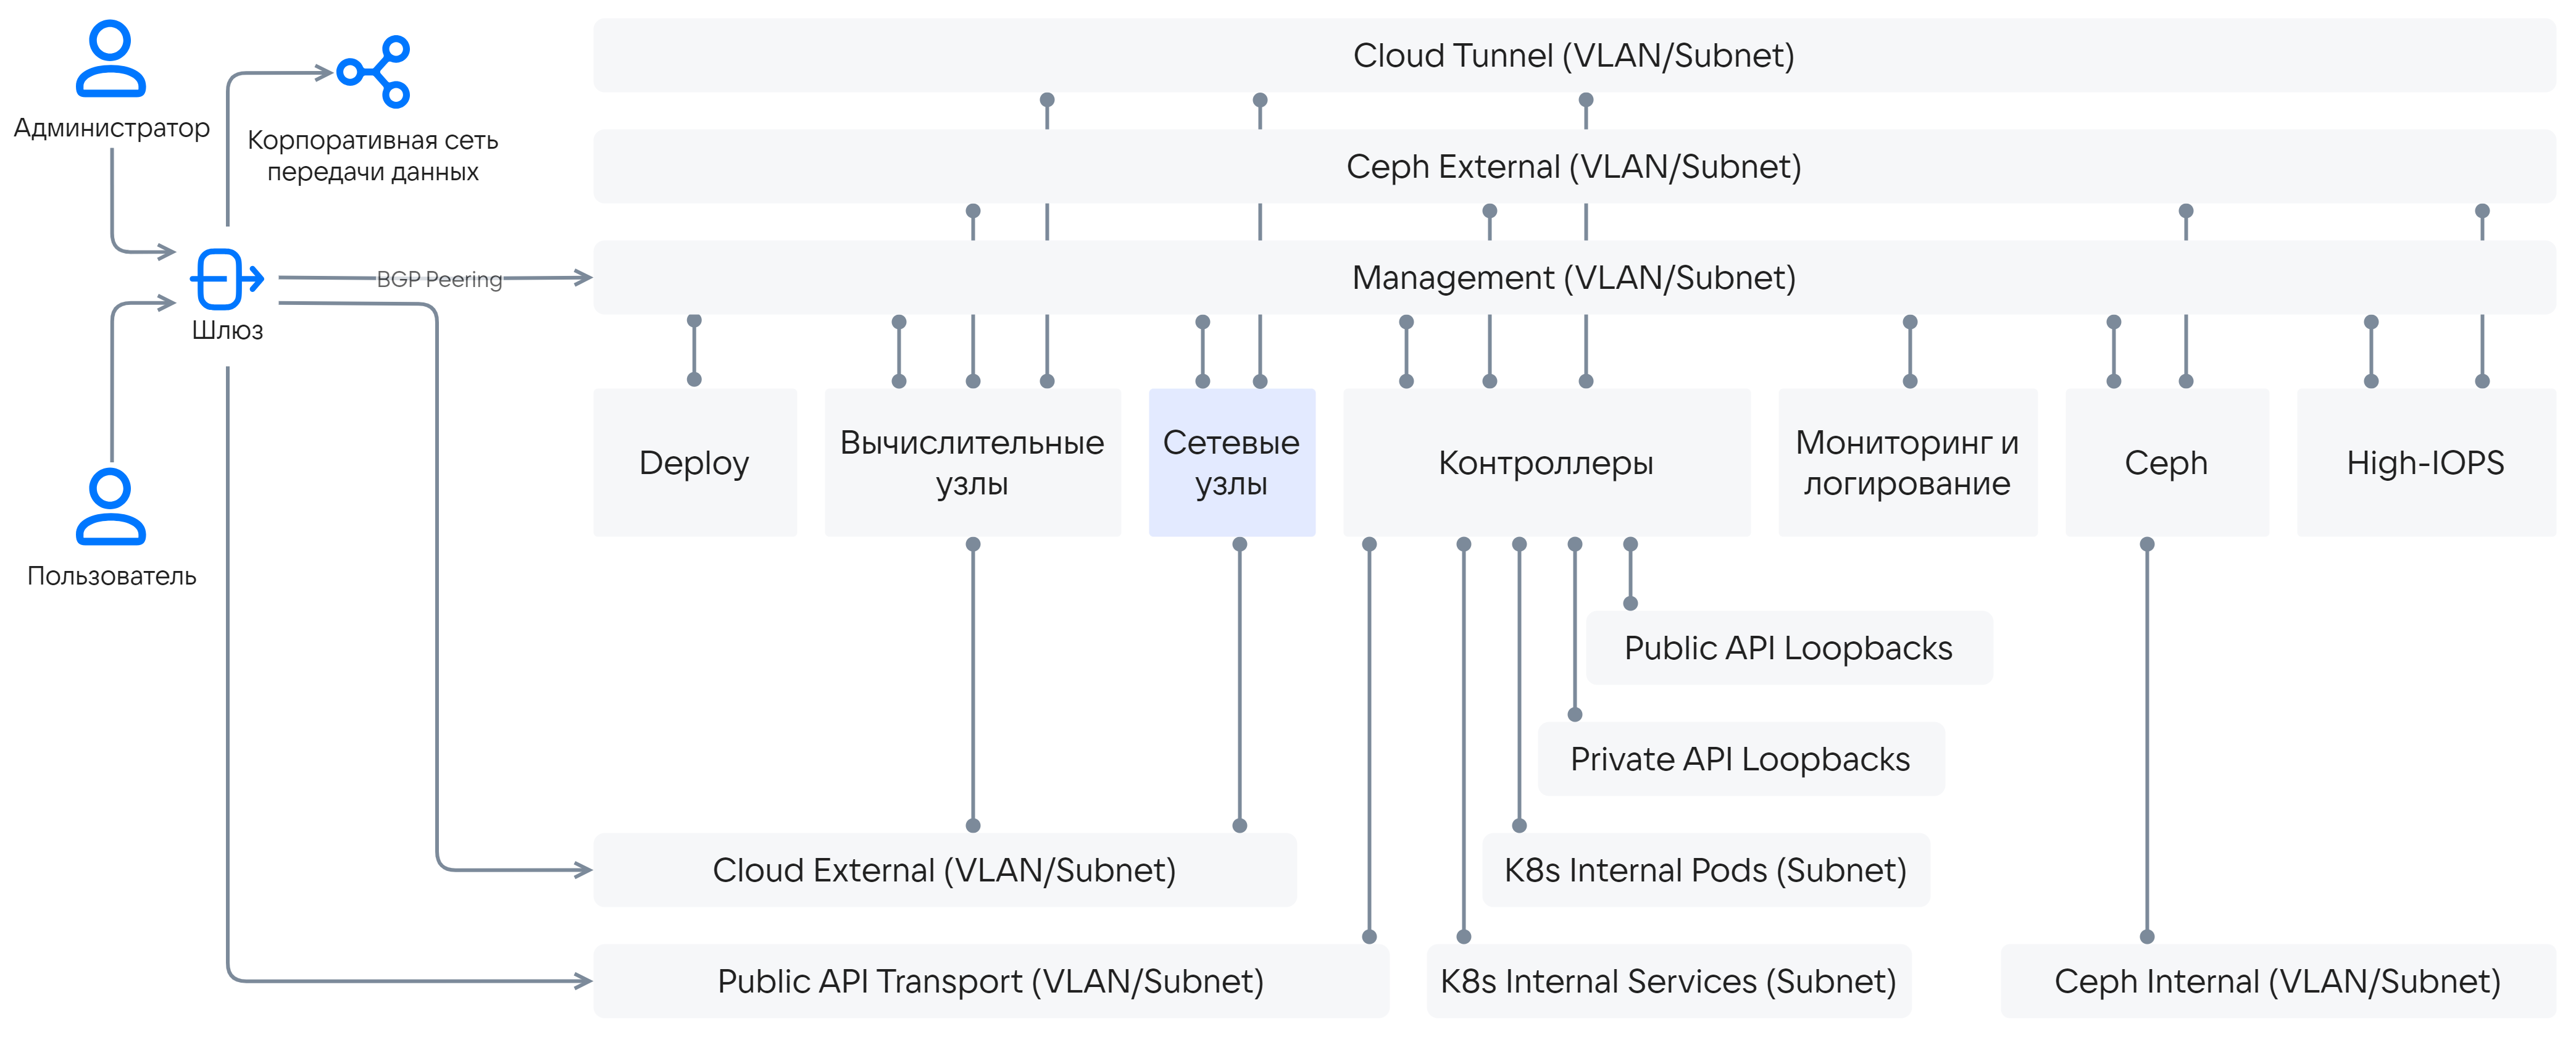 Администратор
Корпоративная сеть
передачи данных
BGP Peering
Шлюз
Пользователь
Cloud Tunnel (VLAN/Subnet)
Ceph External (VLAN/Subnet)
Management (VLAN/Subnet)
Deploy
Вычислительные
узлы
Сетевые
узлы
Контроллеры
Мониторинг и
логирование
Ceph
High-IOPS
Public API Loopbacks
Private API Loopbacks
Cloud External (VLAN/Subnet)
K8s Internal Pods (Subnet)
Public API Transport (VLAN/Subnet)
K8s Internal Services (Subnet)
Ceph Internal (VLAN/Subnet)